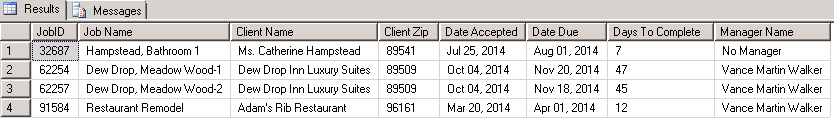 Results Messages
JobID Job Name Client Name Client Zip Date Accepted Date Due Days To Complete Manager Name
1 32687 Hampstead, Bathroom 1 Ms. Catherine Hampstead 89541 Jul 25, 2014 Aug 01, 2014 7 No Manager
2 62254 Dew Drop, Meadow Wood-1 Dew Drop Inn Luxury Suites 89509 Oct 04, 2014 Nov 20, 2014 47 Vance Martin Walker
3 62257 Dew Drop, Meadow Wood-2 Dew Drop Inn Luxury Suites 89509 Oct 04, 2014 Nov 18, 2014 45 Vance Martin Walker
4 91584 Restaurant Remodel Adam's Rib Restaurant 96161 Mar 20, 2014 Apr 01, 2014 12 Vance Martin Walker